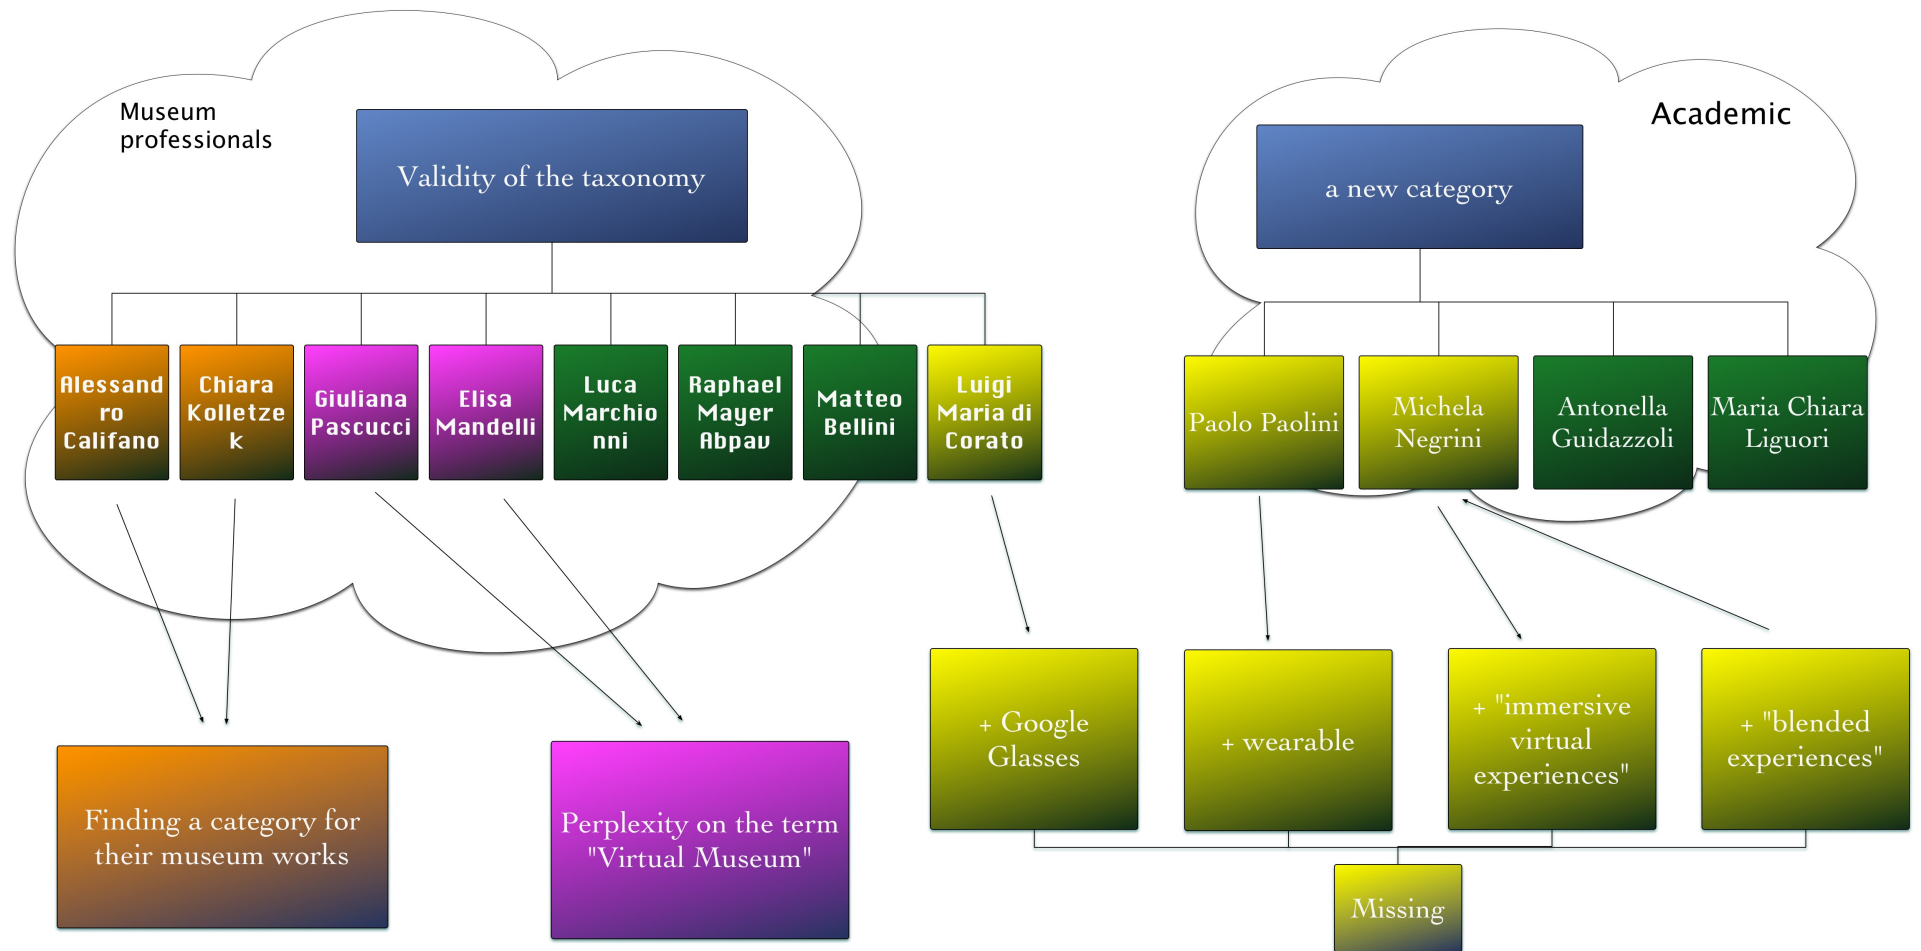 Museum
professionals
Validity of the taxonomy
Academic
a new category
Alessand
ro
Califano
Chiara
Kolletze
k
Giuliana
Pascucci
Elisa
Mandelli
Luca
Marchio
nni
Raphael
Mayer
Abpav
Matteo
Bellini
Luigi
Maria di
Corato
Paolo Paolini
Michela
Negrini
Antonella
Guidazzoli
Maria Chiara
Liguori
Finding a category for
their museum works
Perplexity on the term
"Virtual Museum"
+ Google
Glasses
+ wearable
+ "immersive
virtual
experiences"
+ "blended
experiences"
Missing